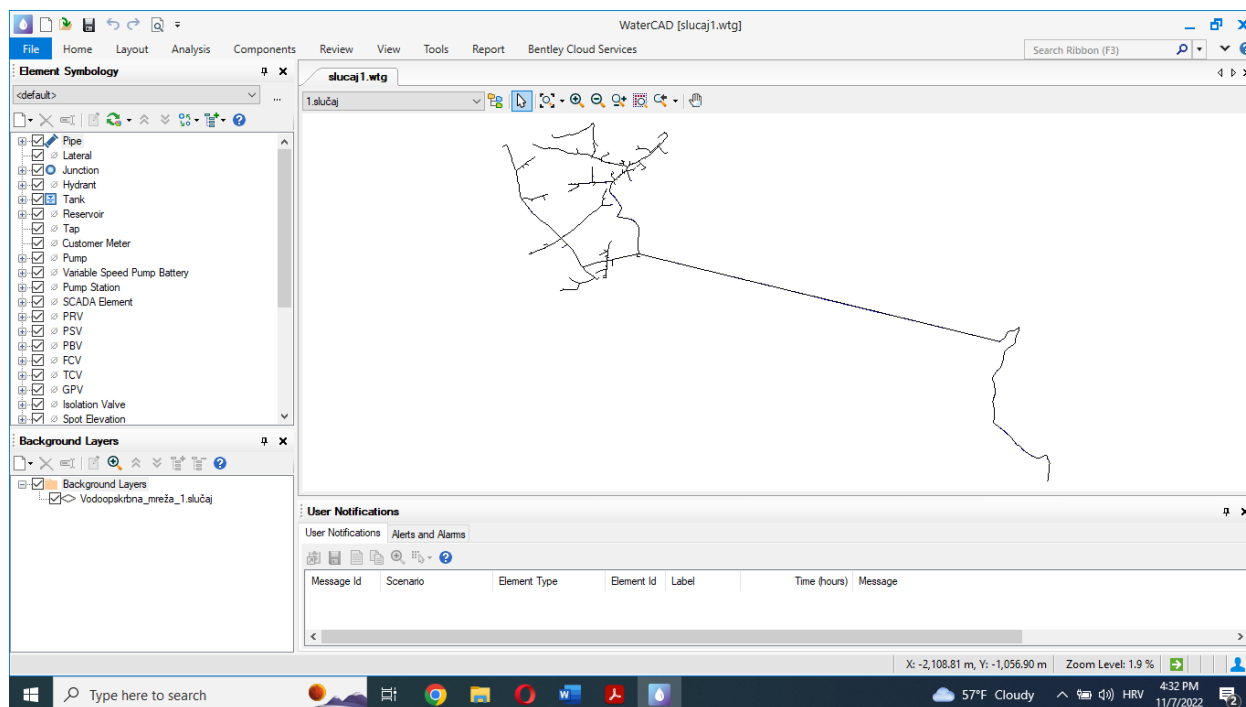 WaterCAD [slucaj1.wtg]
File Home Layout Analysis Components Review View Tools Report Bentley Cloud Services Search Ribbon (F3)
Element Symbology
<default>
...
Pipe
Lateral
Junction
Hydrant
Tank
Reservoir
Tap
Customer Meter
Pump
Variable Speed Pump Battery
Pump Station
SCADA Element
PRV
PSV
PBV
FCV
TCV
GPV
Isolation Valve
Spot Elevation
Background Layers
Background Layers
Vodoopskrbna_mreža_1.slučaj
slucaj1.wtg
1.slučaj
User Notifications
User Notifications Alerts and Alarms
Message Id Scenario Element Type Element Id Label Time (hours) Message
X: -2,108.81 m, Y: -1,056.90 m Zoom Level: 1.9 %
Type here to search
57°F Cloudy HRV 4:32 PM
11/7/2022
2